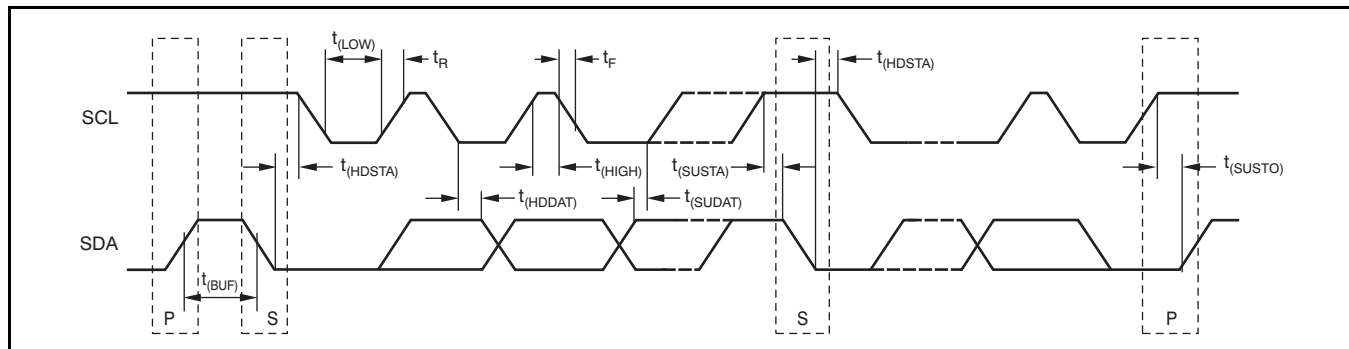 t(LOW)
tR
tF
t(HDSTA)
SCL
t(HDSTA)
t(HIGH)
t(SUSTA)
t(SUSTO)
t(HDDAT)
t(SUDAT)
SDA
t(BUF)
P
S
S
P